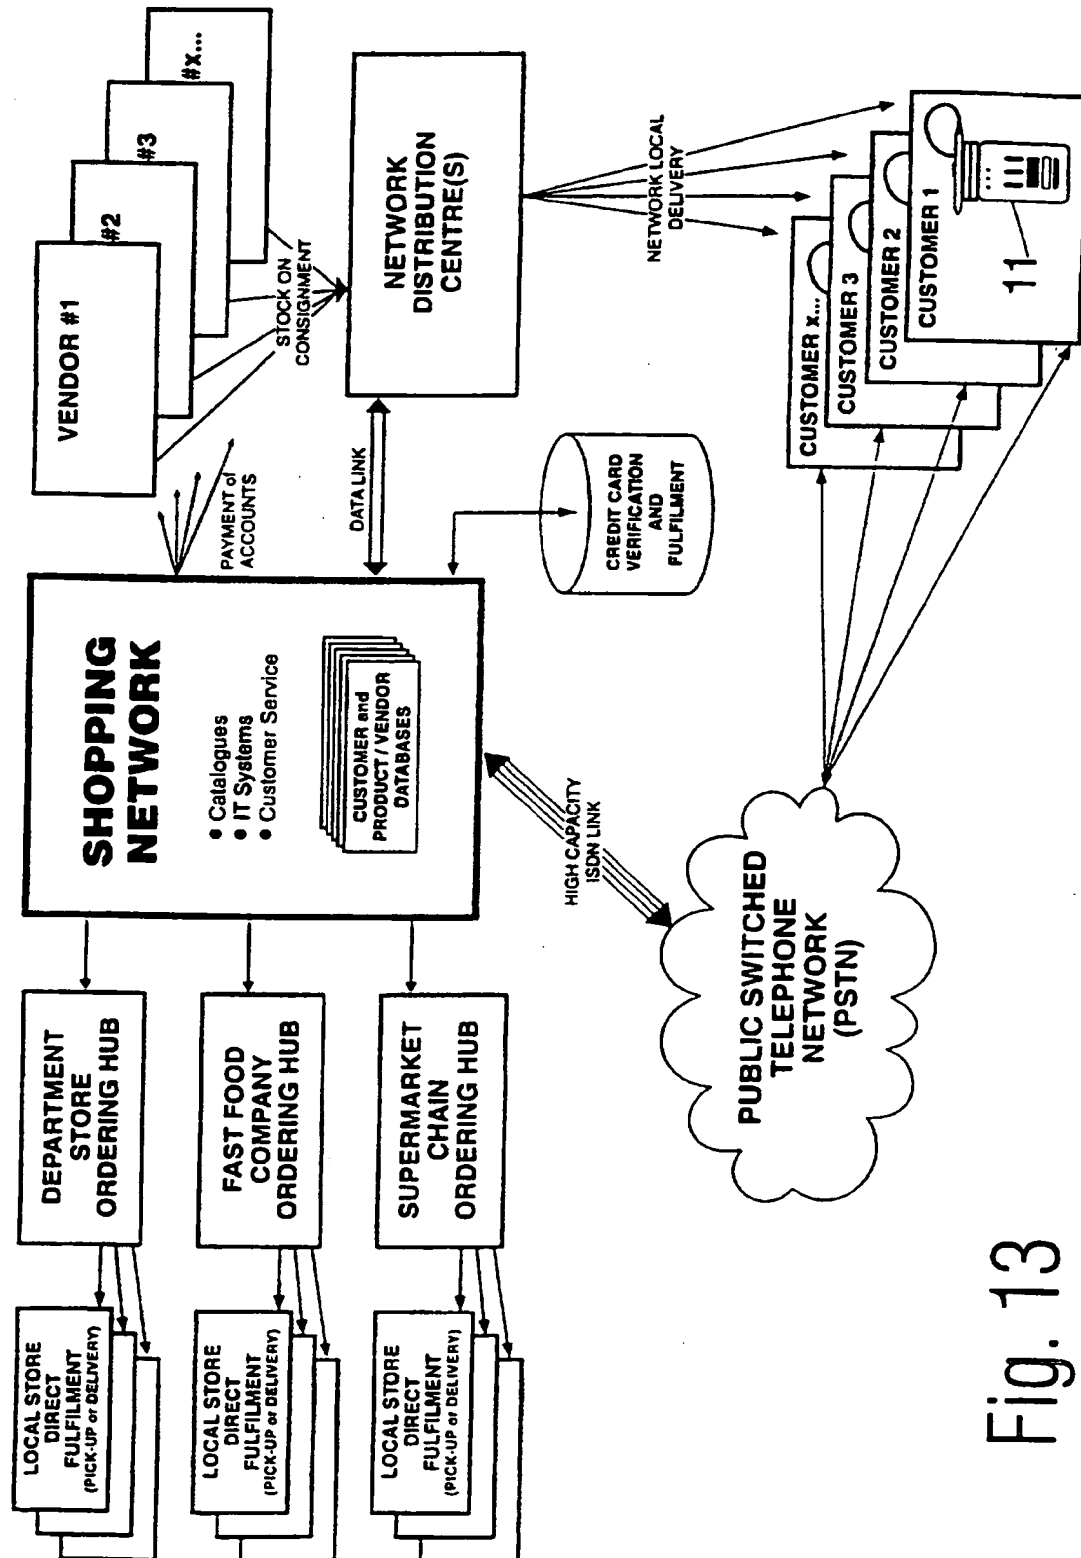 LOCAL STORE
DIRECT
FULFILMENT
(PICK-UP or DELIVERY)
DEPARTMENT
STORE
ORDERING HUB
LOCAL STORE
DIRECT
FULFILMENT
(PICK-UP or DELIVERY)
FAST FOOD
COMPANY
ORDERING HUB
LOCAL STORE
DIRECT
FULFILMENT
(PICK-UP or DELIVERY)
SUPERMARKET
CHAIN
ORDERING HUB
SHOPPING
NETWORK
• Catalogues
• IT Systems
• Customer Service
CUSTOMER and
PRODUCT / VENDOR
DATABASES
PAYMENT of
ACCOUNTS
VENDOR #1
#2
#3
#x...
STOCK ON
CONSIGNMENT
DATA LINK
NETWORK
DISTRIBUTION
CENTRE(S)
CREDIT CARD
VERIFICATION
AND
FULFILMENT
HIGH CAPACITY
ISDN LINK
NETWORK LOCAL
DELIVERY
PUBLIC SWITCHED
TELEPHONE
NETWORK
(PSTN)
CUSTOMER x...
CUSTOMER 3
CUSTOMER 2
CUSTOMER 1
11
Fig. 13